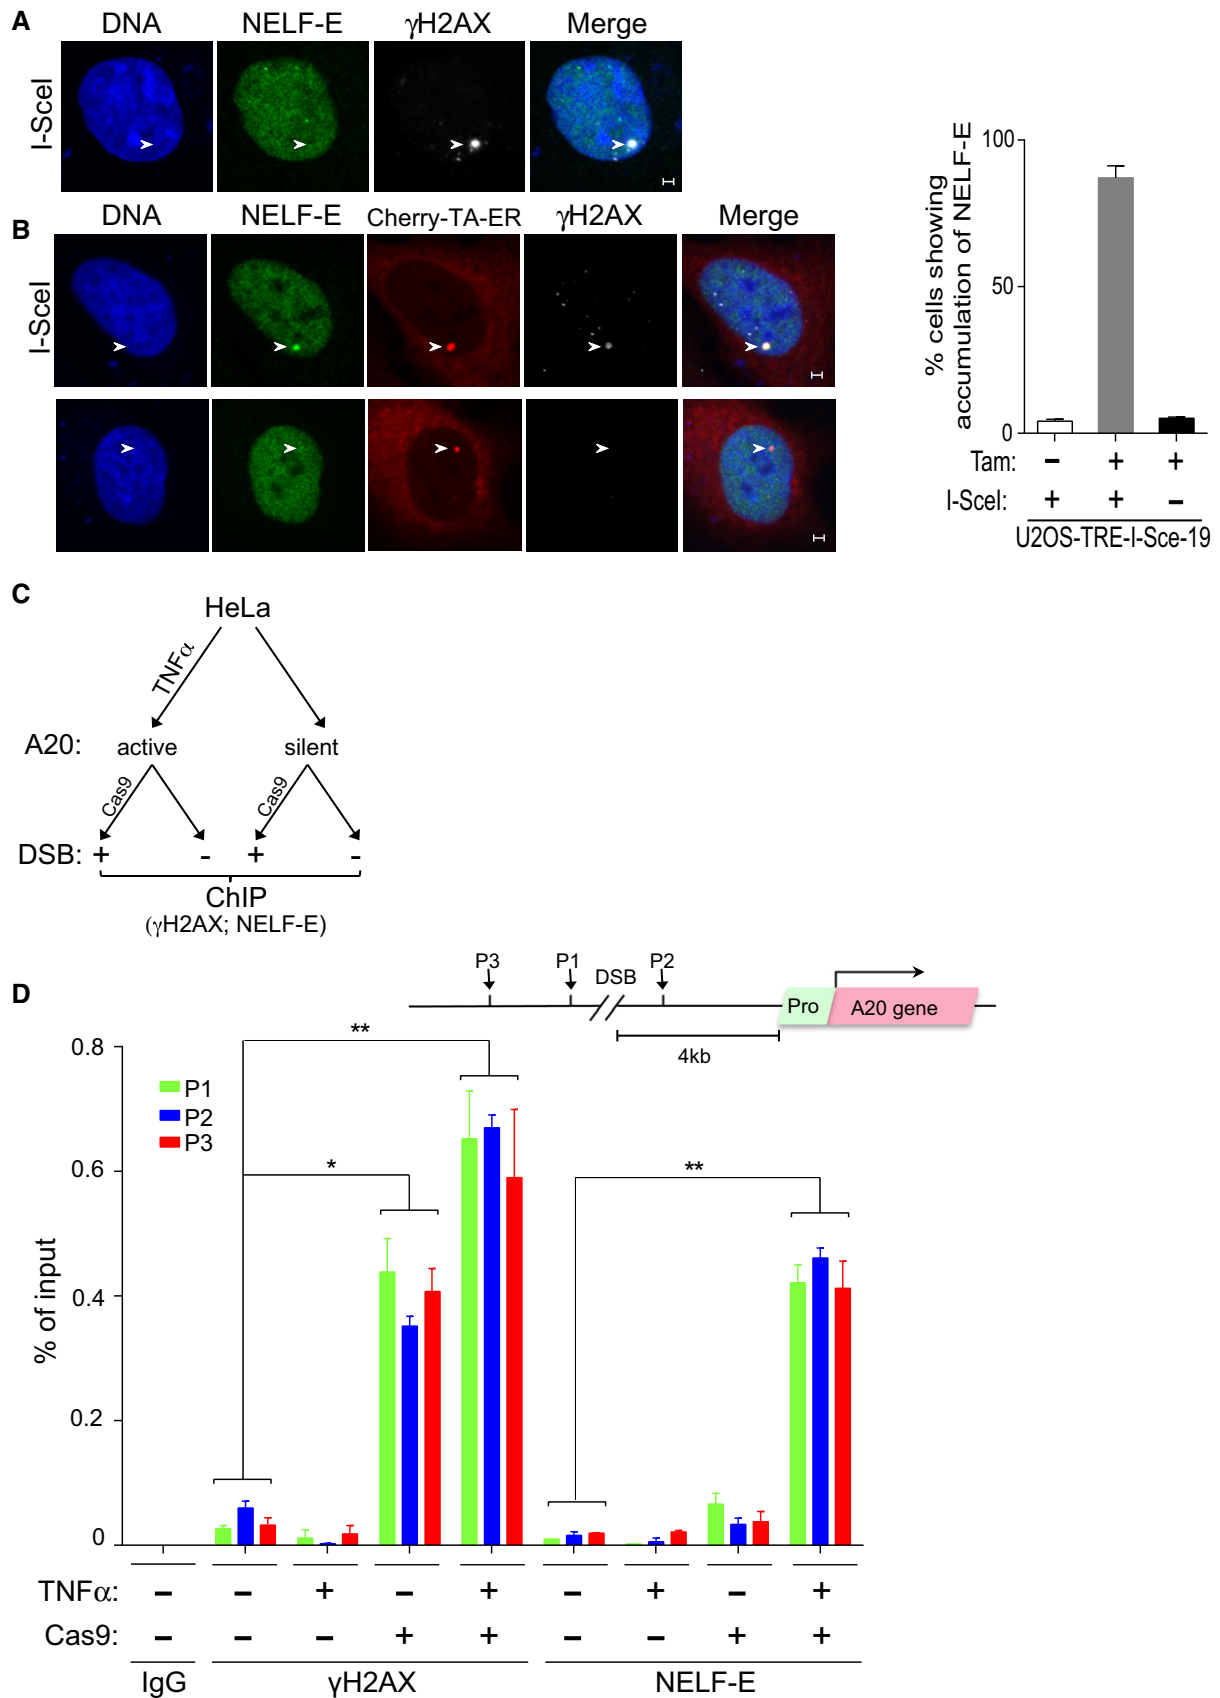 A
DNA NELF-E γH2AX Merge
I-SceI
B
DNA NELF-E Cherry-TA-ER γH2AX Merge
I-SceI
% cells showing
accumulation of NELF-E
100
50
0
Tam: − + +
I-SceI: + + −
U2OS-TRE-I-Sce-19
C
HeLa
TNFα
A20: active silent
Cas9 Cas9
DSB: + - + -
ChIP
(γH2AX; NELF-E)
D
P3 P1 DSB P2
Pro A20 gene
4kb
0.8
0.6
0.4
0.2
0
% of input
P1
P2
P3
**
*
**
TNFα: − − + − + − + − +
Cas9: − − − + + − − + +
IgG γH2AX NELF-E